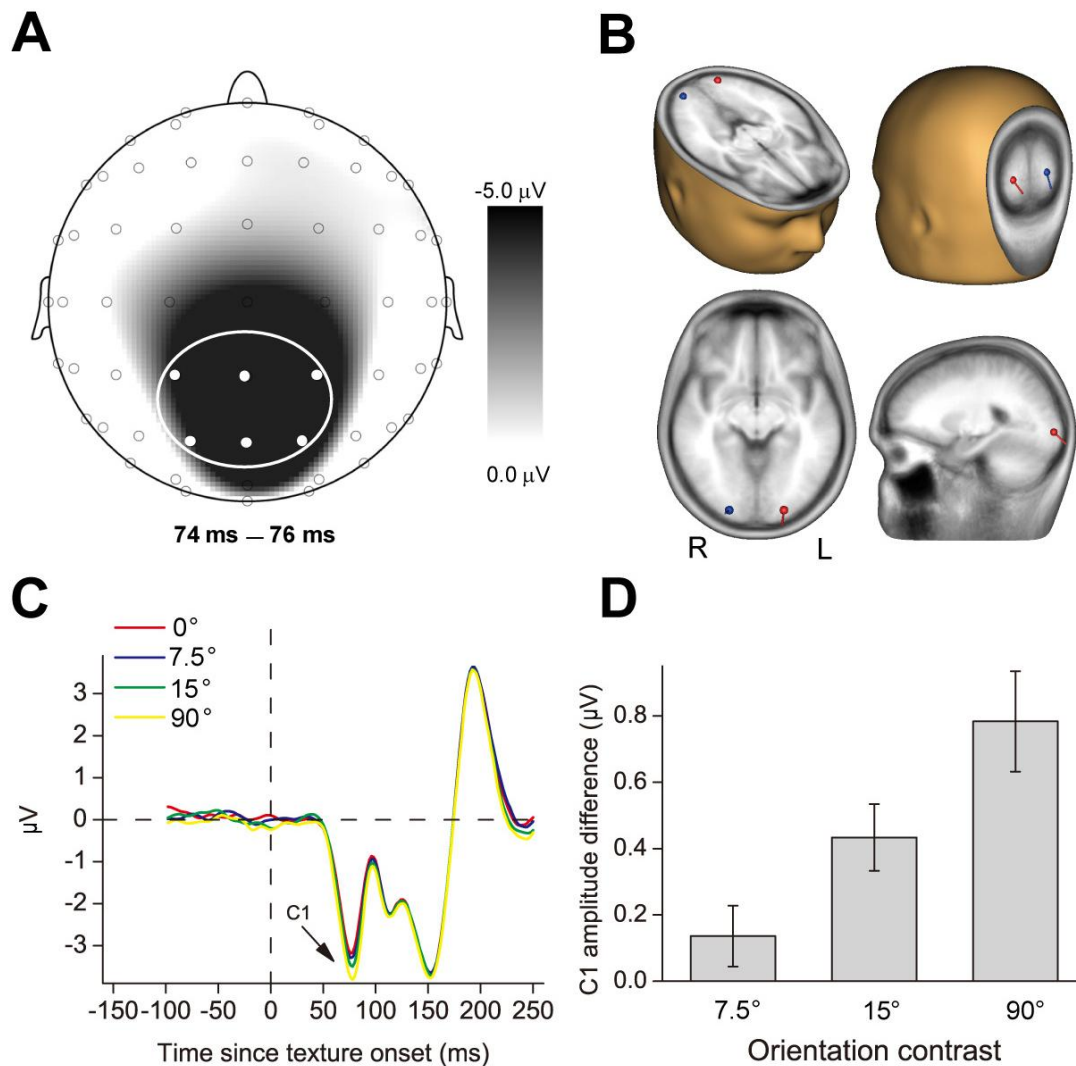 A
-5.0 µV
0.0 µV
74 ms — 76 ms
B
R
L
C
0°
7.5°
15°
90°
µV
3
2
1
0
-1
-2
-3
C1
-150 -100 -50 0 50 100 150 200 250
Time since texture onset (ms)
D
C1 amplitude difference (µV)
0.8
0.6
0.4
0.2
0.0
7.5° 15° 90°
Orientation contrast